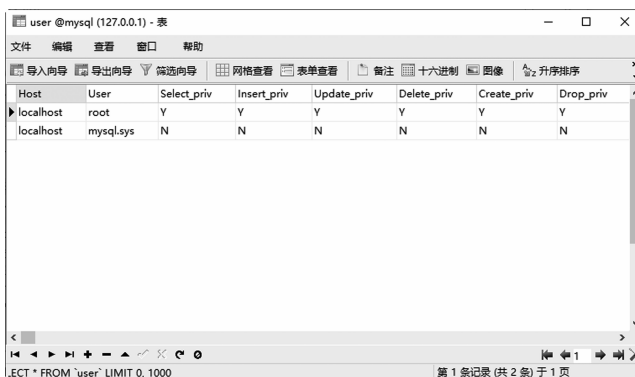 user @mysql (127.0.0.1) - 表
文件 编辑 查看 窗口 帮助
导入向导 导出向导 筛选向导 网格查看 表单查看 备注 十六进制 图像 升序排序
Host User Select_priv Insert_priv Update_priv Delete_priv Create_priv Drop_priv
localhost root Y Y Y Y Y Y
localhost mysql.sys N N N N N N
1
.ECT * FROM `user` LIMIT 0, 1000 第 1 条记录 (共 2 条) 于 1 页